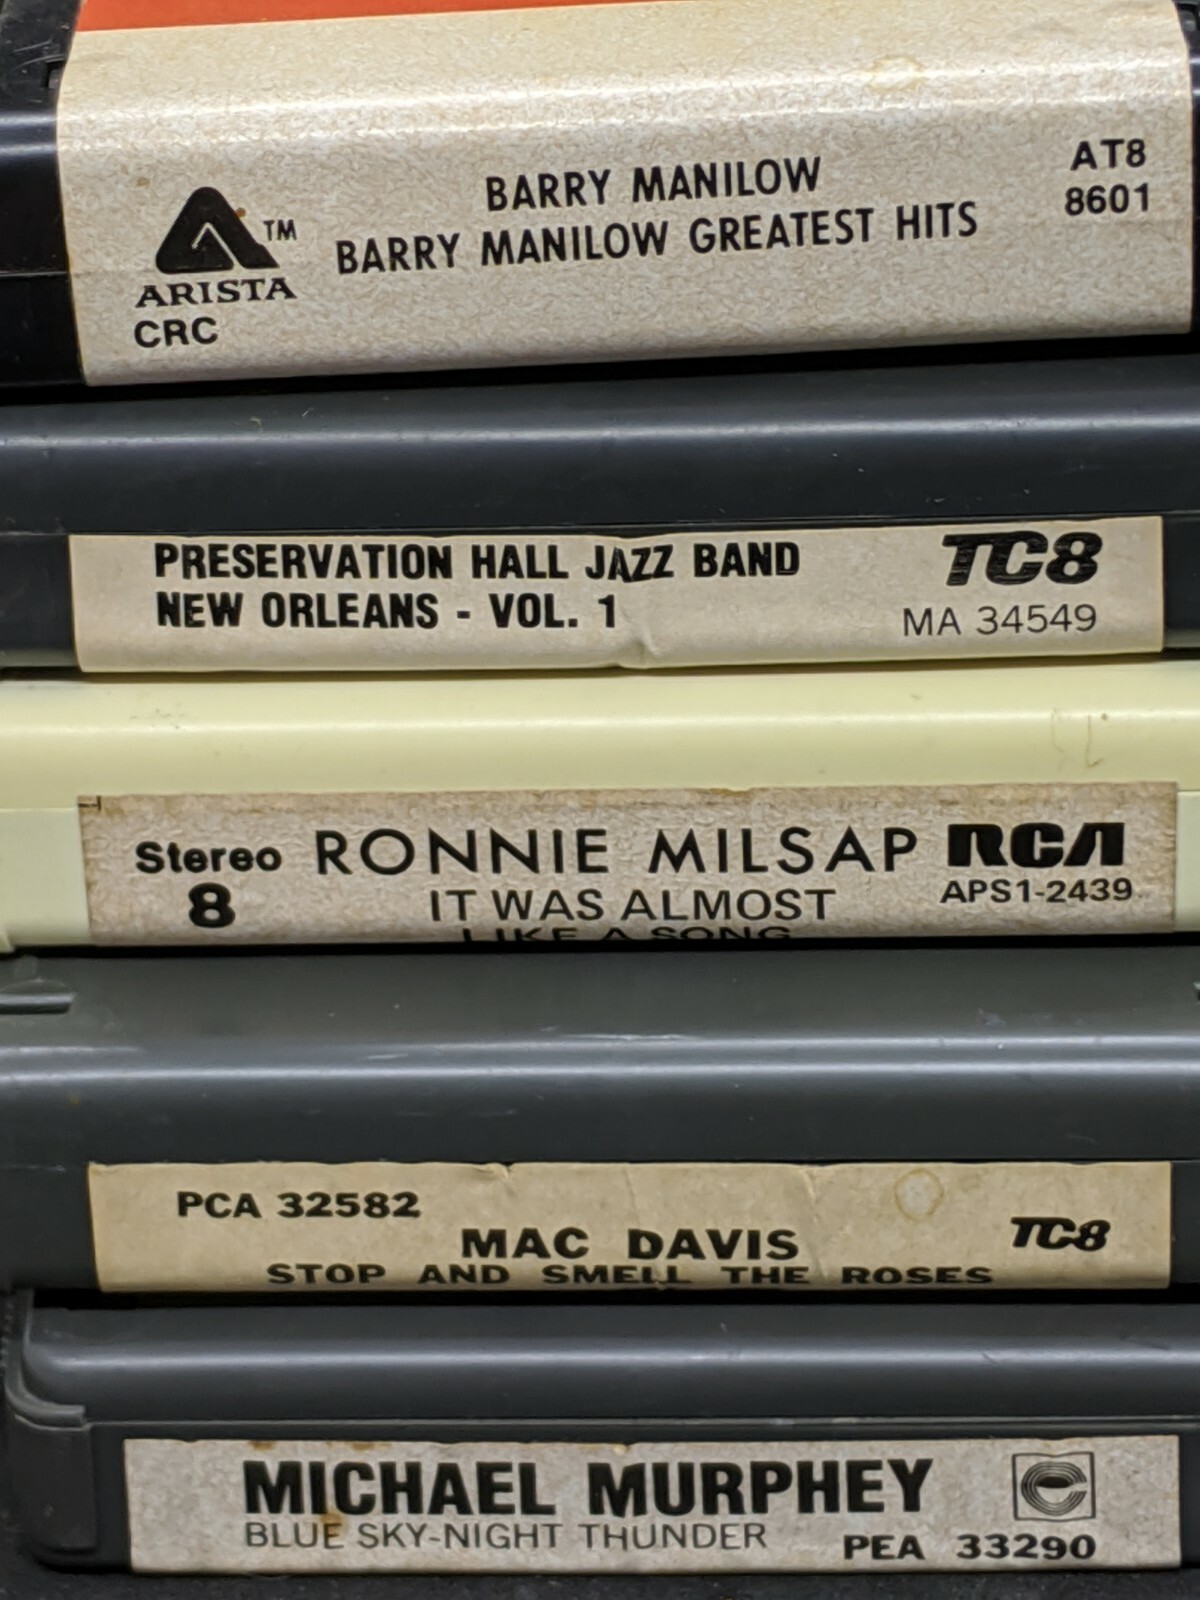 BARRY MANILOW
BARRY MANILOW GREATEST HITS
AT8
8601
TM
ARISTA
CRC
PRESERVATION HALL JAZZ BAND
NEW ORLEANS - VOL. 1
TC8
MA 34549
Stereo
8
RONNIE MILSAP
IT WAS ALMOST
LIKE A SONG
RCA
APS1-2439
PCA 32582
MAC DAVIS
STOP AND SMELL THE ROSES
TC8
MICHAEL MURPHEY
BLUE SKY-NIGHT THUNDER
PEA 33290